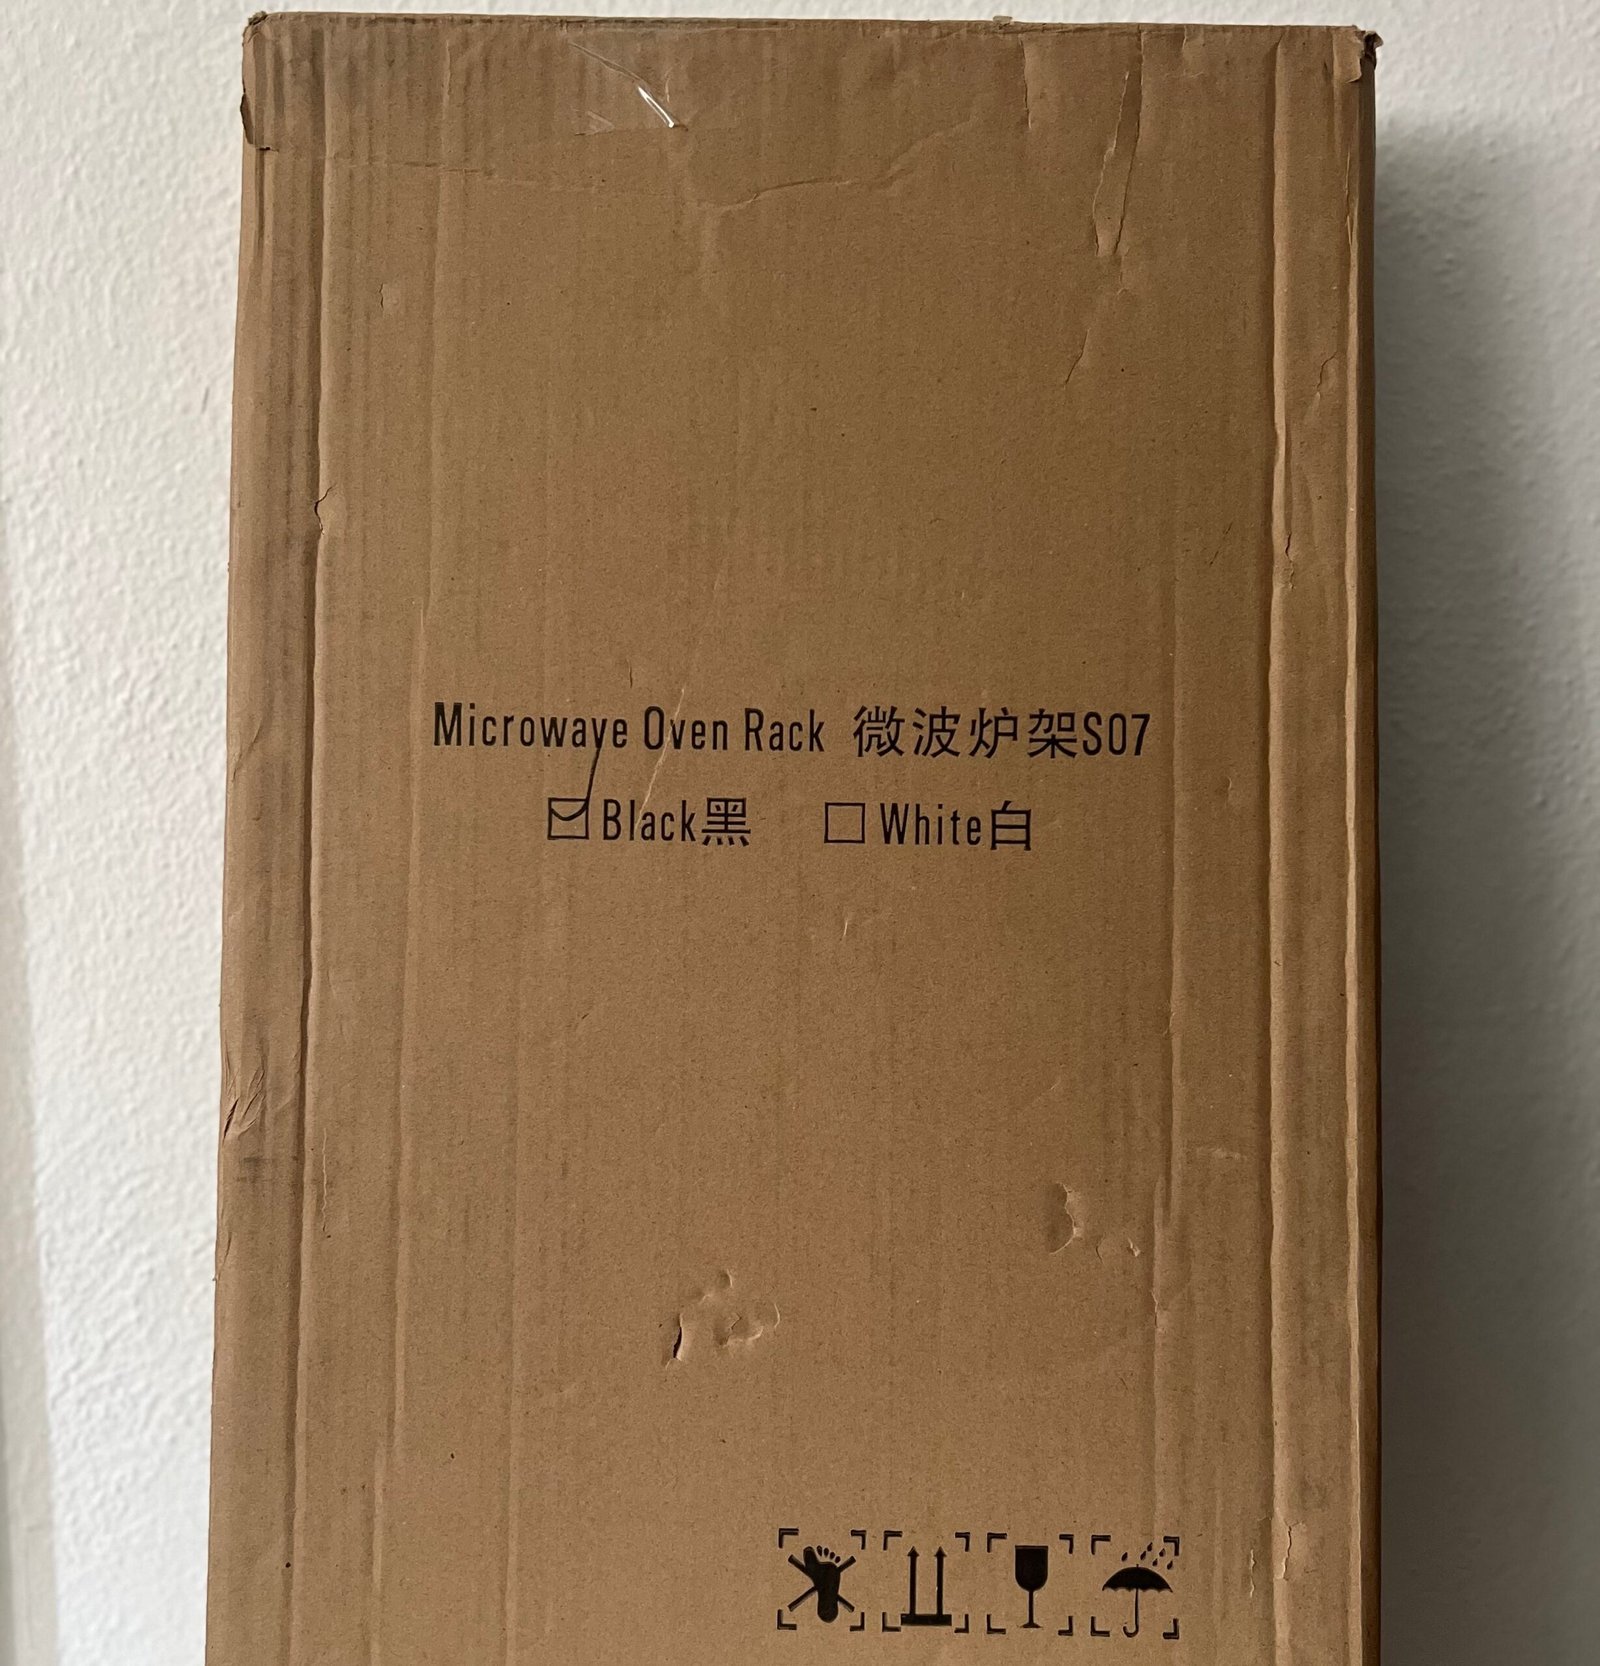 Microwave Oven Rack 微波炉架S07
☑Black黑 ☐White白